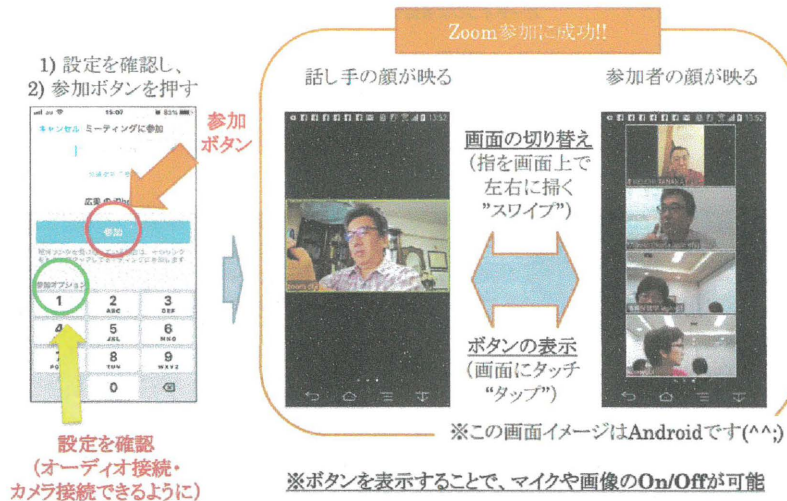 Zoom参加に成功!!
1) 設定を確認し、
2) 参加ボタンを押す
話し手の顔が映る
参加者の顔が映る
15:07
83%
キャンセル ミーティングに参加
参加
ボタン
参加
参加オプション
1
2
ABC
3
DEF
4
5
JKL
6
MNO
7
8
TUV
9
WXYZ
0
13:52
画面の切り替え
(指を画面上で
左右に掃く
”スワイプ”)
ボタンの表示
(画面にタッチ
“タップ”)
13:52
設定を確認
(オーディオ接続・
カメラ接続できるように)
※この画面イメージはAndroidです(^^;)
※ボタンを表示することで、マイクや画像のOn/Offが可能